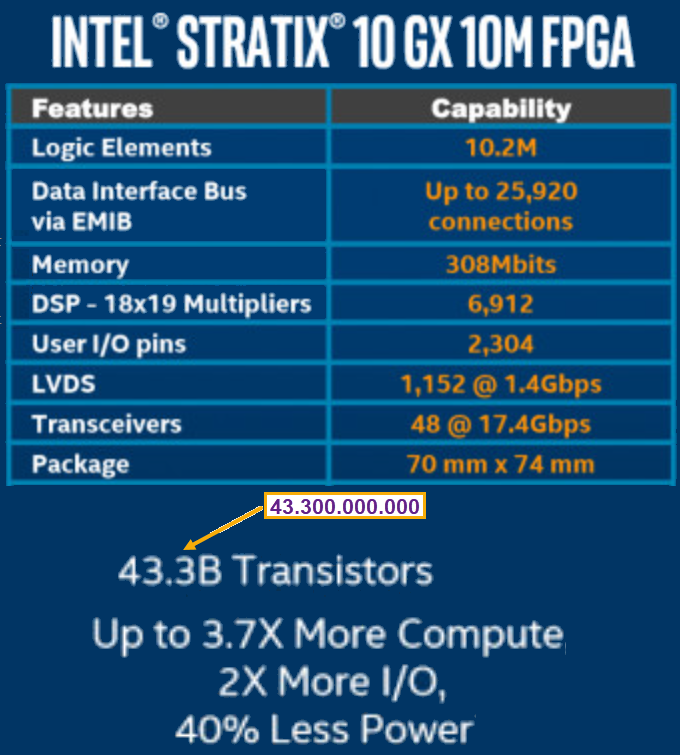 INTEL® STRATIX® 10 GX 10M FPGA
Features Capability
Logic Elements 10.2M
Data Interface Bus via EMIB Up to 25,920 connections
Memory 308Mbits
DSP - 18x19 Multipliers 6,912
User I/O pins 2,304
LVDS 1,152 @ 1.4Gbps
Transceivers 48 @ 17.4Gbps
Package 70 mm x 74 mm
43.300.000.000
43.3B Transistors
Up to 3.7X More Compute,
2X More I/O,
40% Less Power